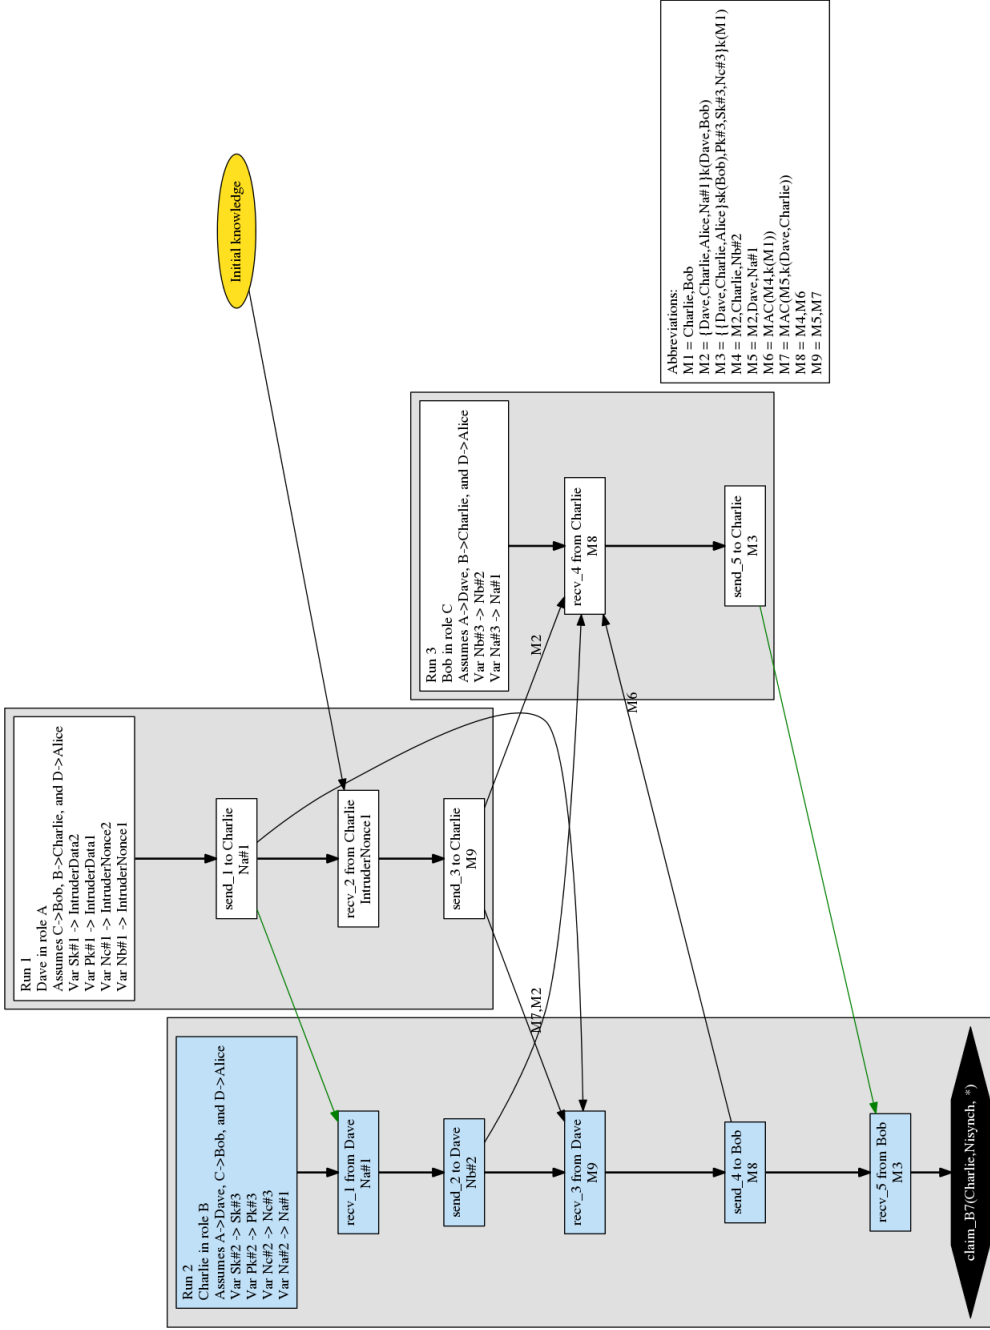 Run 2
Charlie in role B
Assumes A->Dave, C->Bob, and D->Alice
Var Sk#2 -> Sk#3
Var Pk#2 -> Pk#3
Var Nc#2 -> Nc#3
Var Na#2 -> Na#1
recv_1 from Dave
Na#1
send_2 to Dave
Nb#2
recv_3 from Dave
M9
send_4 to Bob
M8
recv_5 from Bob
M3
claim_B7(Charlie,Nisynch, *)
Run 1
Dave in role A
Assumes C->Bob, B->Charlie, and D->Alice
Var Sk#1 -> IntruderData2
Var Pk#1 -> IntruderData1
Var Nc#1 -> IntruderNonce2
Var Nb#1 -> IntruderNonce1
send_1 to Charlie
Na#1
recv_2 from Charlie
IntruderNonce1
send_3 to Charlie
M9
M7,M2
M2
M6
Run 3
Bob in role C
Assumes A->Dave, B->Charlie, and D->Alice
Var Nb#3 -> Nb#2
Var Na#3 -> Na#1
recv_4 from Charlie
M8
send_5 to Charlie
M3
Initial knowledge
Abbreviations:
M1 = Charlie,Bob
M2 = {Dave,Charlie,Alice,Na#1}k(Dave,Bob)
M3 = {{Dave,Charlie,Alice}sk(Bob),Pk#3,Sk#3,Nc#3}k(M1)
M4 = M2,Charlie,Nb#2
M5 = M2,Dave,Na#1
M6 = MAC(M4,k(M1))
M7 = MAC(M5,k(Dave,Charlie))
M8 = M4,M6
M9 = M5,M7